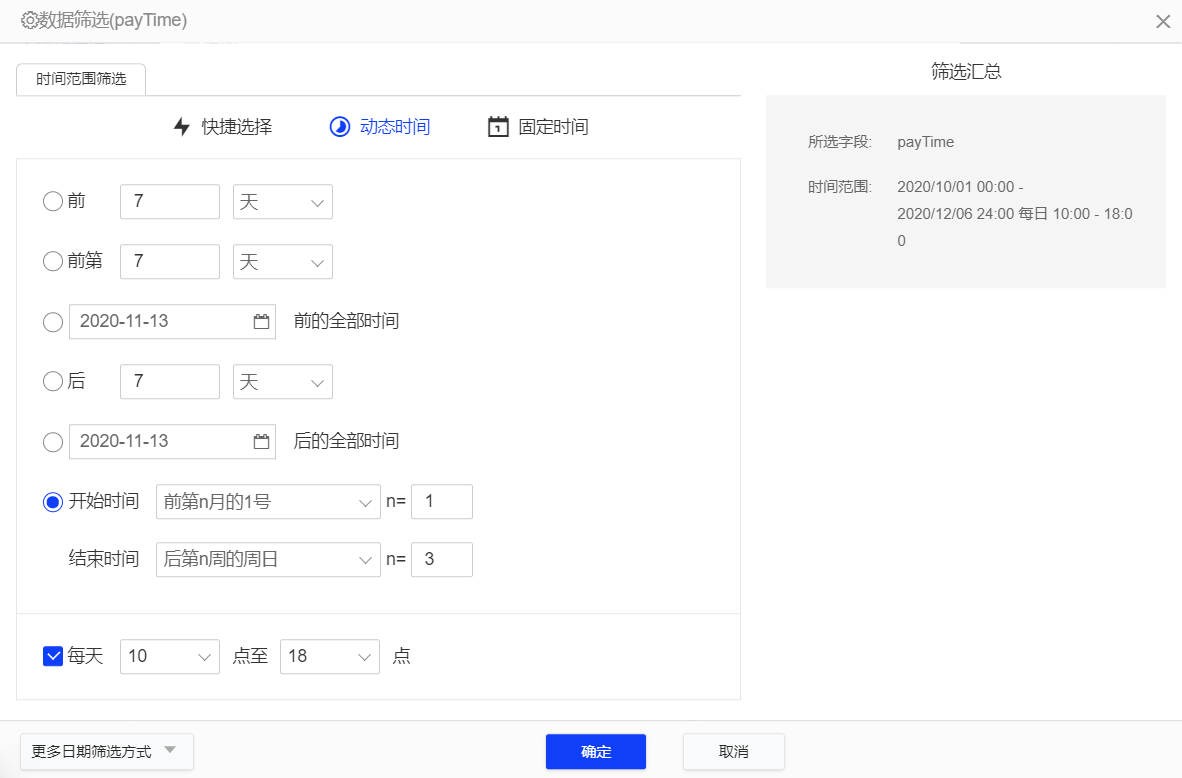 数据筛选(payTime)
时间范围筛选
快捷选择 动态时间 固定时间
前 7 天
前第 7 天
2020-11-13 前的全部时间
后 7 天
2020-11-13 后的全部时间
开始时间 前第n月的1号 n= 1
结束时间 后第n周的周日 n= 3
每天 10 点至 18 点
筛选汇总
所选字段: payTime
时间范围: 2020/10/01 00:00 -
2020/12/06 24:00 每日 10:00 - 18:0
0
更多日期筛选方式 确定 取消